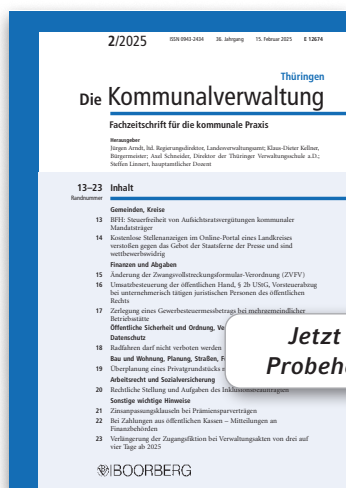 2/2025 ISSN 0943-2434 36. Jahrgang 15. Februar 2025 E 12674
Thüringen
Die Kommunalverwaltung
Fachzeitschrift für die kommunale Praxis
Herausgeber
Jürgen Arndt, ltd. Regierungsdirektor, Landesverwaltungsamt; Klaus-Dieter Kellner,
Bürgermeister; Axel Schneider, Direktor der Thüringer Verwaltungsschule a.D.;
Steffen Linnert, hauptamtlicher Dozent
13–23 Inhalt
Randnummer
Gemeinden, Kreise
13 BFH: Steuerfreiheit von Aufsichtsratsvergütungen kommunaler
Mandatsträger
14 Kostenlose Stellenanzeigen im Online-Portal eines Landkreises
verstoßen gegen das Gebot der Staatsferne der Presse und sind
wettbewerbswidrig
Finanzen und Abgaben
15 Änderung der Zwangsvollstreckungsformular-Verordnung (ZVFV)
16 Umsatzbesteuerung der öffentlichen Hand, § 2b UStG, Vorsteuerabzug
bei unternehmerisch tätigen juristischen Personen des öffentlichen
Rechts
17 Zerlegung eines Gewerbesteuermessbetrags bei mehrgemeindlicher
Betriebsstätte
Öffentliche Sicherheit und Ordnung,
Datenschutz
18 Radfahren darf nicht verboten werden
Bau und Wohnung, Planung, Straßen,
19 Überplanung eines Privatgrundstücks
Arbeitsrecht und Sozialversicherung
20 Rechtliche Stellung und Aufgaben des Inklusionsbeauftragten
Sonstige wichtige Hinweise
21 Zinsanpassungsklauseln bei Prämiensparverträgen
22 Bei Zahlungen aus öffentlichen Kassen – Mitteilungen an
Finanzbehörden
23 Verlängerung der Zugangsfiktion bei Verwaltungsakten von drei auf
vier Tage ab 2025
Jetzt
Probehe
BOORBERG